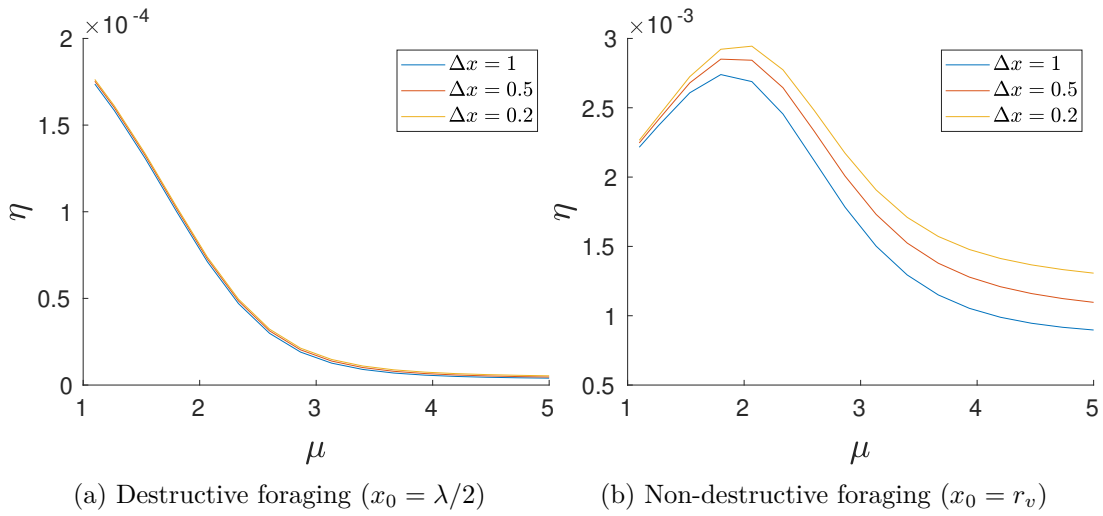 ×10⁻⁴
2
1.5
1
0.5
0
1 2 3 4 5
η
μ
Δx = 1
Δx = 0.5
Δx = 0.2
(a) Destructive foraging (x₀ = λ/2)
×10⁻³
3
2.5
2
1.5
1
0.5
1 2 3 4 5
η
μ
Δx = 1
Δx = 0.5
Δx = 0.2
(b) Non-destructive foraging (x₀ = rᵥ)